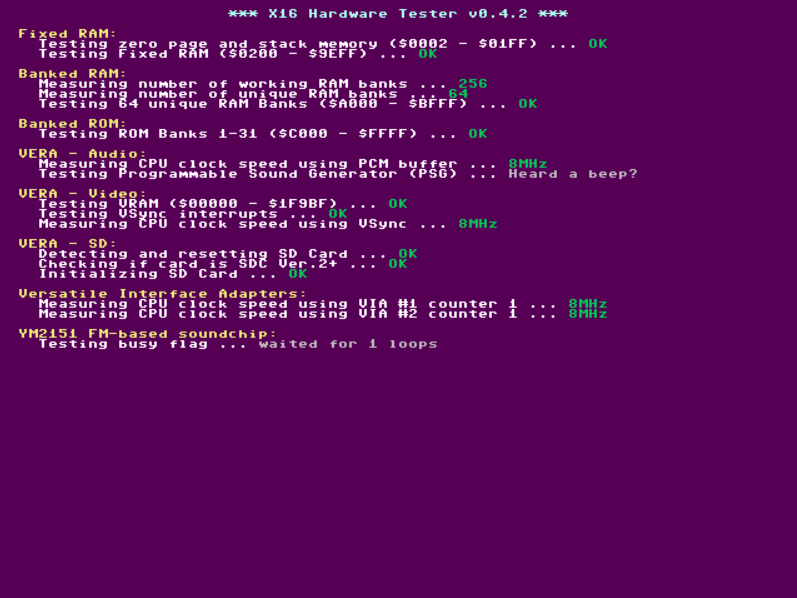 *** X16 Hardware Tester v0.4.2 ***
Fixed RAM:
Testing zero page and stack memory ($0002 - $01FF) ... OK
Testing Fixed RAM ($0200 - $9EFF) ... OK
Banked RAM:
Measuring number of working RAM banks ... 256
Measuring number of unique RAM banks ... 64
Testing 64 unique RAM Banks ($A000 - $BFFF) ... OK
Banked ROM:
Testing ROM Banks 1-31 ($C000 - $FFFF) ... OK
VERA - Audio:
Measuring CPU clock speed using PCM buffer ... 8MHz
Testing Programmable Sound Generator (PSG) ... Heard a beep?
VERA - Video:
Testing VRAM ($00000 - $1F9BF) ... OK
Testing VSync interrupts ... OK
Measuring CPU clock speed using VSync ... 8MHz
VERA - SD:
Detecting and resetting SD Card ... OK
Checking if card is SDC Ver.2+ ... OK
Initializing SD Card ... OK
Versatile Interface Adapters:
Measuring CPU clock speed using VIA #1 counter 1 ... 8MHz
Measuring CPU clock speed using VIA #2 counter 1 ... 8MHz
YM2151 FM-based soundchip:
Testing busy flag ... waited for 1 loops